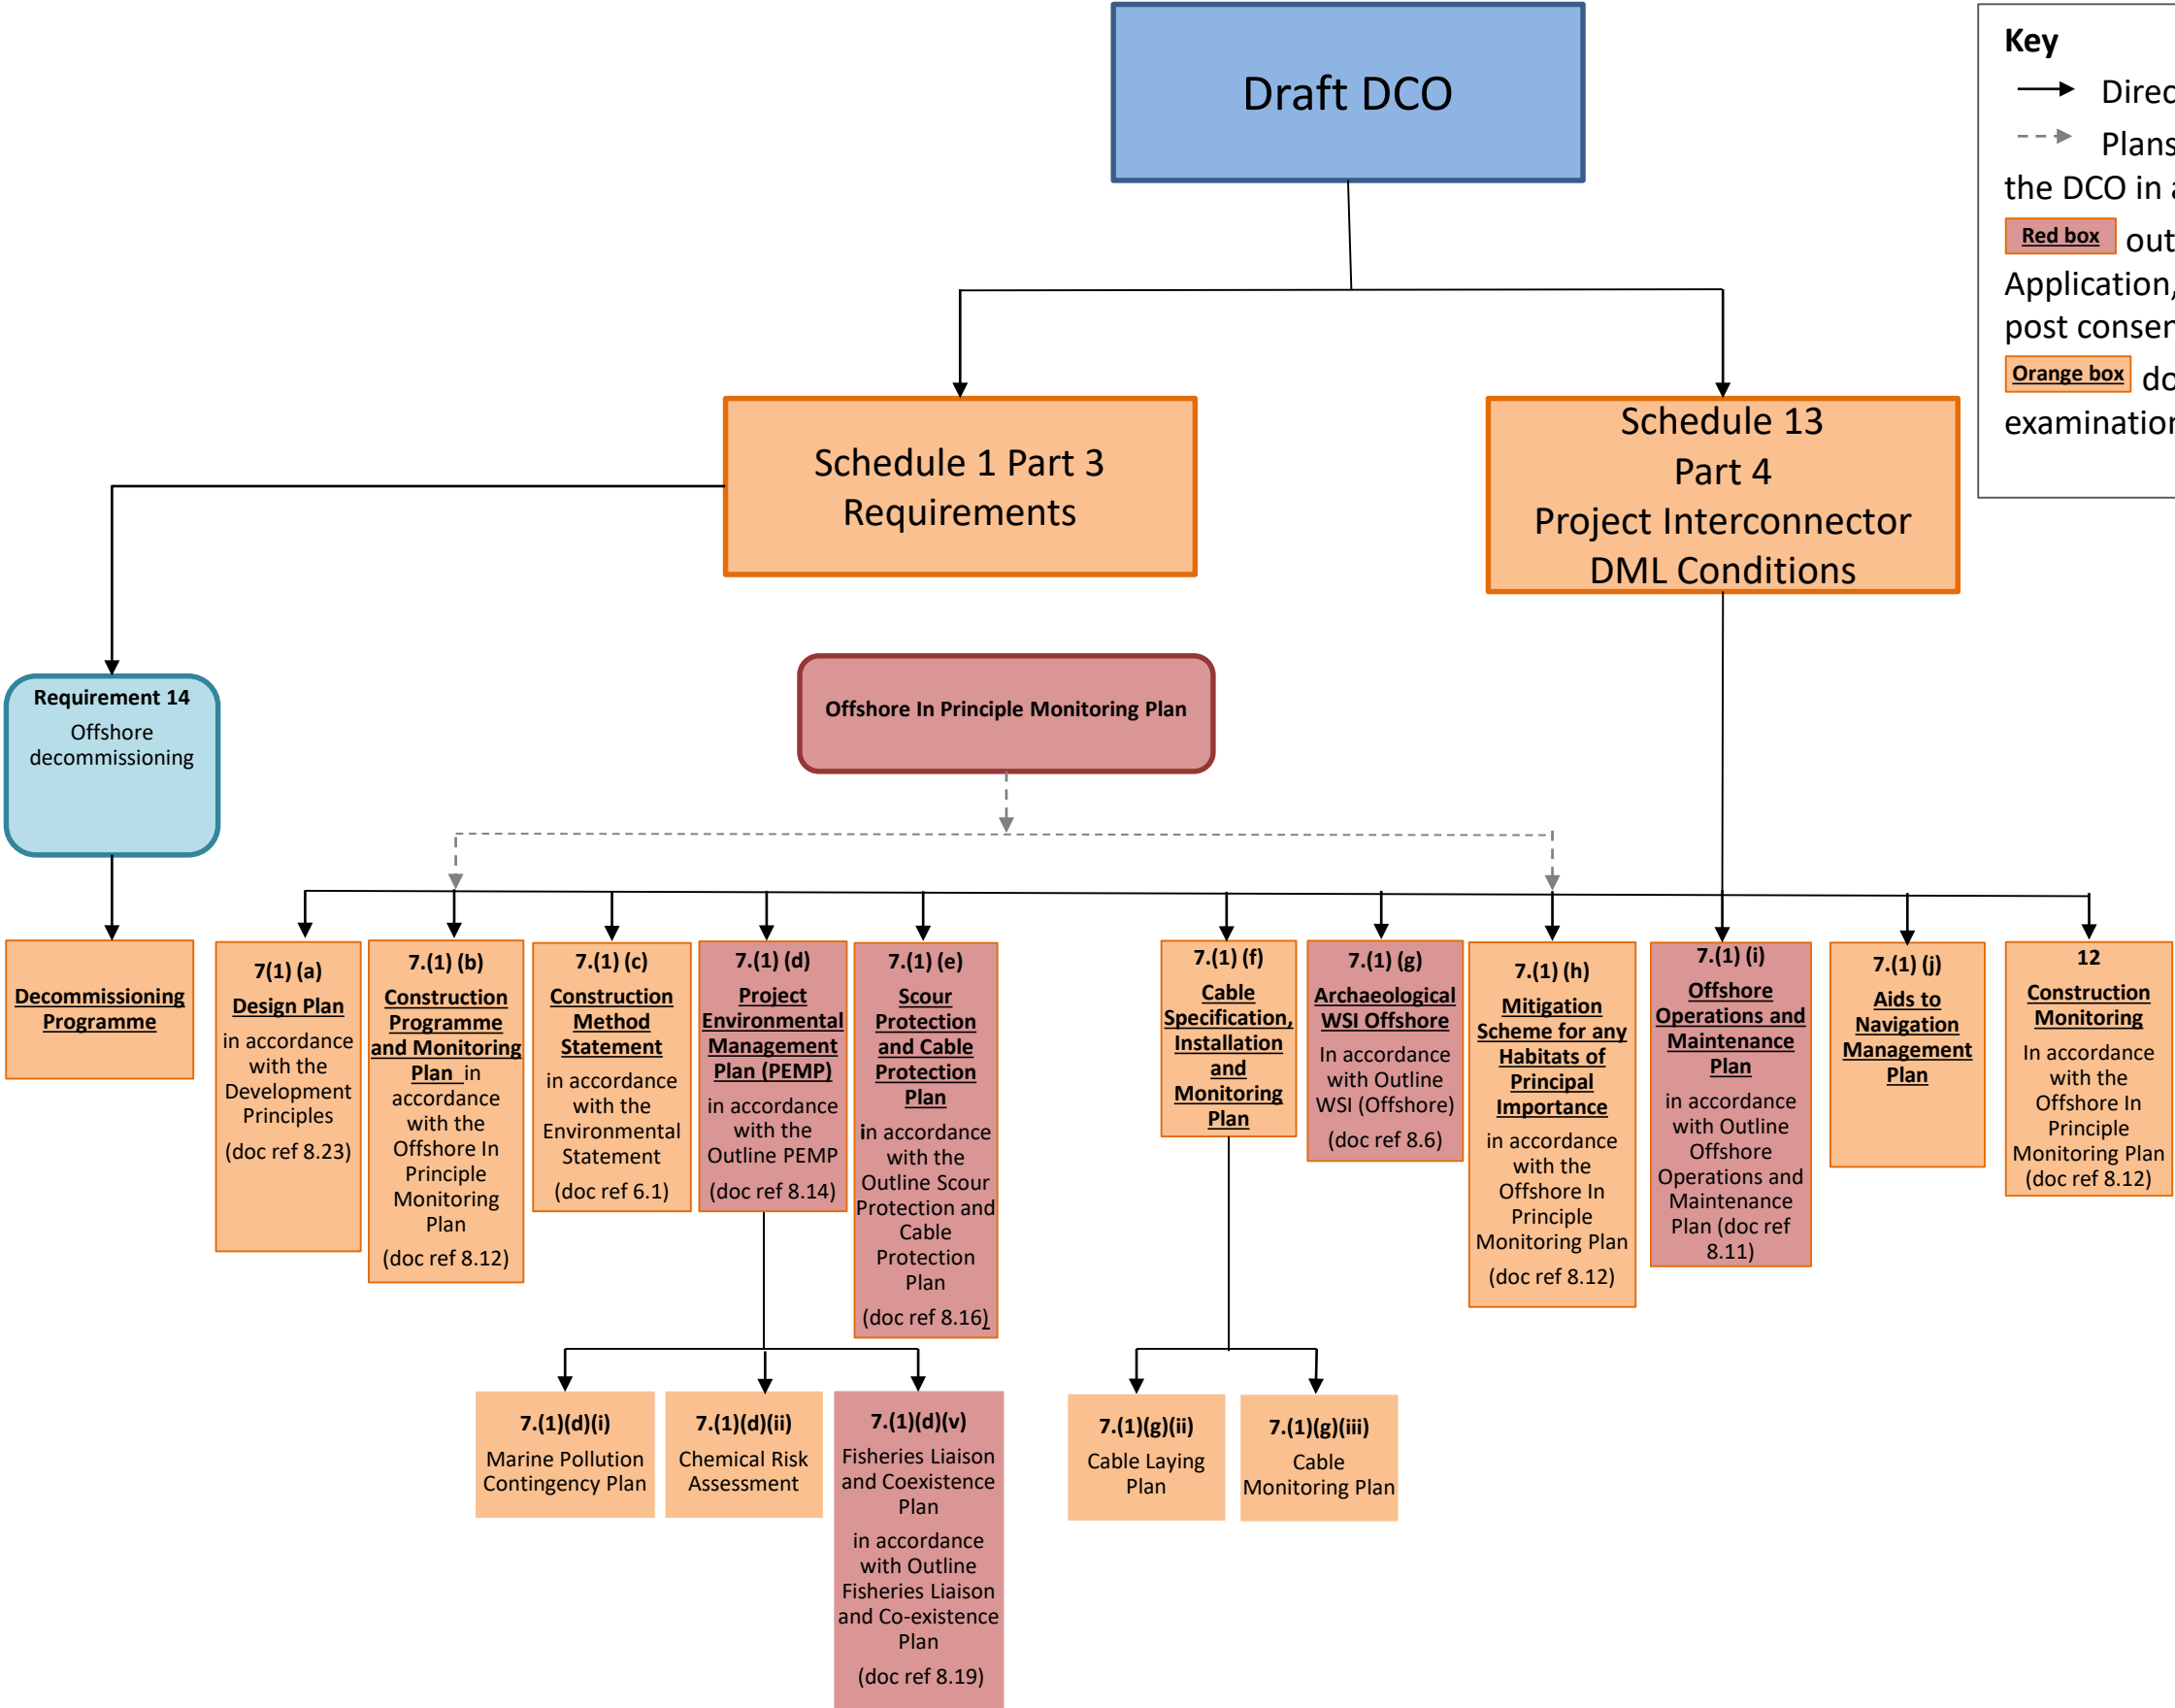 Draft DCO
Key
Direc
Plans
the DCO in a
Red box out
Application,
post consen
Orange box do
examination
Schedule 1 Part 3
Requirements
Schedule 13
Part 4
Project Interconnector
DML Conditions
Requirement 14
Offshore
decommissioning
Offshore In Principle Monitoring Plan
Decommissioning
Programme
7(1) (a)
Design Plan
in accordance
with the
Development
Principles
(doc ref 8.23)
7.(1) (b)
Construction
Programme
and Monitoring
Plan in
accordance
with the
Offshore In
Principle
Monitoring
Plan
(doc ref 8.12)
7.(1) (c)
Construction
Method
Statement
in accordance
with the
Environmental
Statement
(doc ref 6.1)
7.(1) (d)
Project
Environmental
Management
Plan (PEMP)
in accordance
with the
Outline PEMP
(doc ref 8.14)
7.(1) (e)
Scour
Protection
and Cable
Protection
Plan
in accordance
with the
Outline Scour
Protection and
Cable
Protection
Plan
(doc ref 8.16)
7.(1) (f)
Cable
Specification,
Installation
and
Monitoring
Plan
7.(1) (g)
Archaeological
WSI Offshore
In accordance
with Outline
WSI (Offshore)
(doc ref 8.6)
7.(1) (h)
Mitigation
Scheme for any
Habitats of
Principal
Importance
in accordance
with the
Offshore In
Principle
Monitoring Plan
(doc ref 8.12)
7.(1) (i)
Offshore
Operations and
Maintenance
Plan
in accordance
with Outline
Offshore
Operations and
Maintenance
Plan (doc ref
8.11)
7.(1) (j)
Aids to
Navigation
Management
Plan
12
Construction
Monitoring
In accordance
with the
Offshore In
Principle
Monitoring Plan
(doc ref 8.12)
7.(1)(d)(i)
Marine Pollution
Contingency Plan
7.(1)(d)(ii)
Chemical Risk
Assessment
7.(1)(d)(v)
Fisheries Liaison
and Coexistence
Plan
in accordance
with Outline
Fisheries Liaison
and Co-existence
Plan
(doc ref 8.19)
7.(1)(g)(ii)
Cable Laying
Plan
7.(1)(g)(iii)
Cable
Monitoring Plan